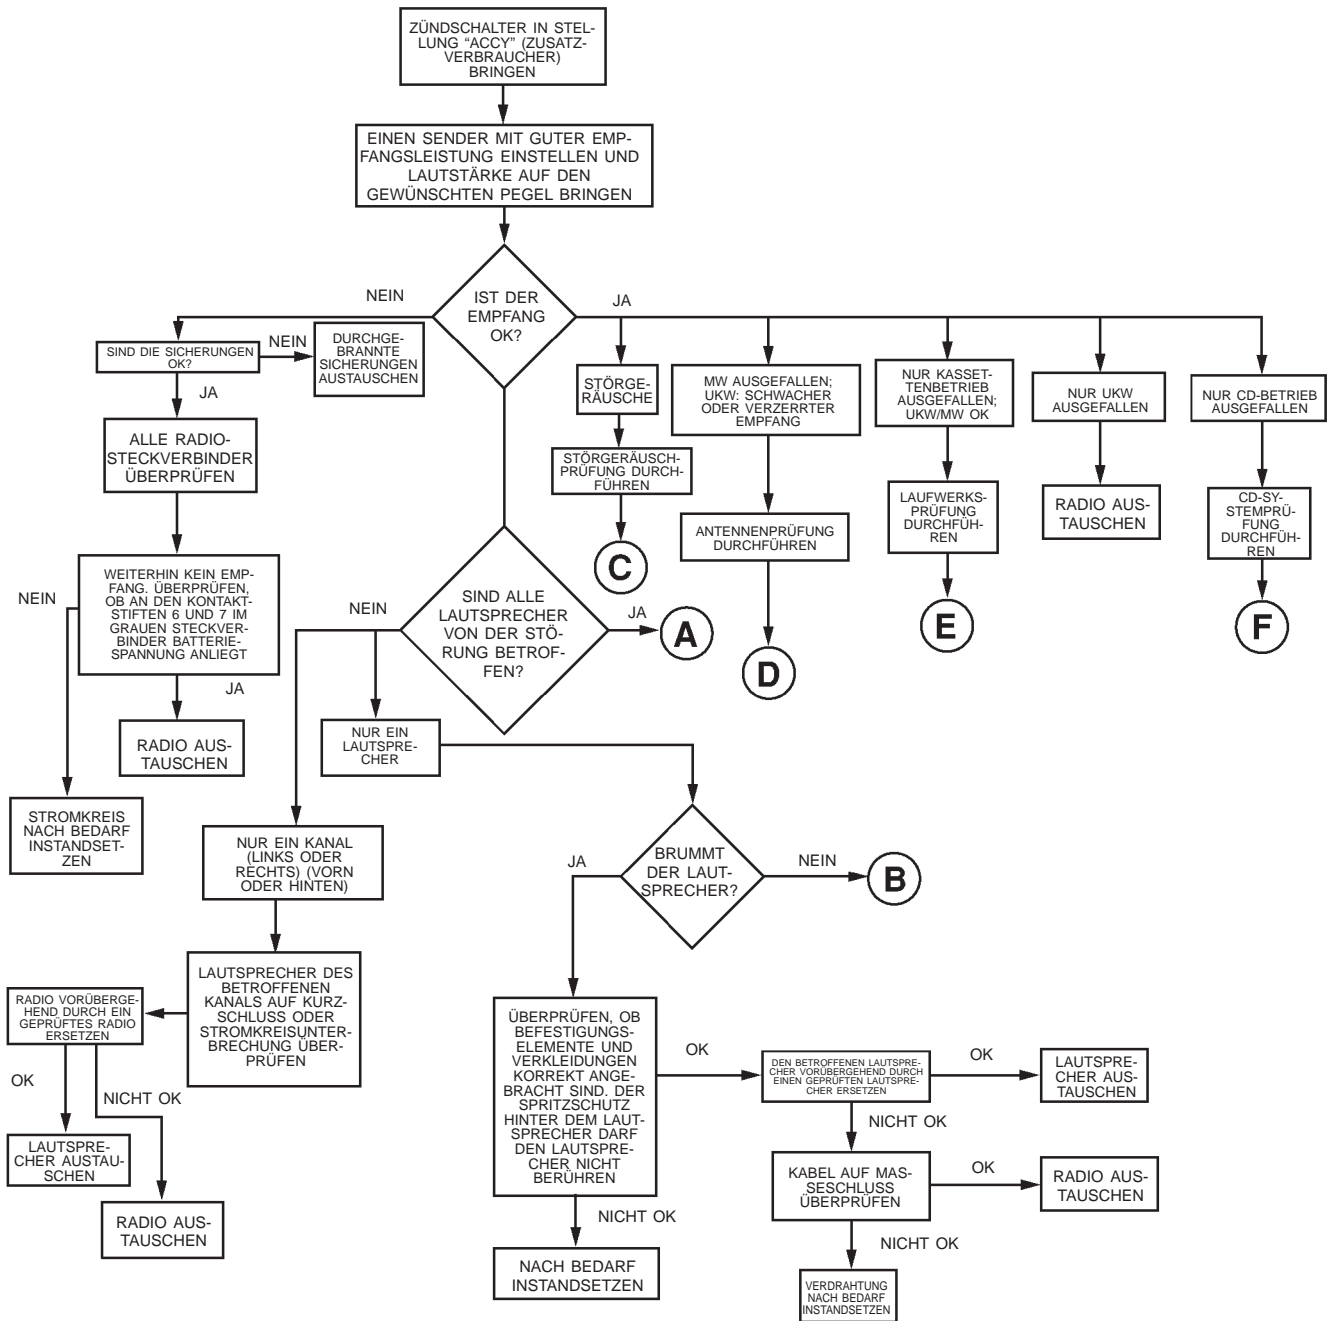 ZÜNDSCHALTER IN STEL-
LUNG “ACCY” (ZUSATZ-
VERBRAUCHER)
BRINGEN
EINEN SENDER MIT GUTER EMP-
FANGSLEISTUNG EINSTELLEN UND
LAUTSTÄRKE AUF DEN
GEWÜNSCHTEN PEGEL BRINGEN
IST DER
EMPFANG
OK?
NEIN
JA
SIND DIE SICHERUNGEN
OK?
NEIN
DURCHGE-
BRANNTE
SICHERUNGEN
AUSTAUSCHEN
JA
ALLE RADIO-
STECKVERBINDER
ÜBERPRÜFEN
WEITERHIN KEIN EMP-
FANG. ÜBERPRÜFEN,
OB AN DEN KONTAKT-
STIFTEN 6 UND 7 IM
GRAUEN STECKVER-
BINDER BATTERIE-
SPANNUNG ANLIEGT
NEIN
JA
RADIO AUS-
TAUSCHEN
STROMKREIS
NACH BEDARF
INSTANDSET-
ZEN
STÖRGE-
RÄUSCHE
STÖRGERÄUSCH-
PRÜFUNG DURCH-
FÜHREN
C
MW AUSGEFALLEN;
UKW: SCHWACHER
ODER VERZERRTER
EMPFANG
ANTENNENPRÜFUNG
DURCHFÜHREN
D
NUR KASSET-
TENBETRIEB
AUSGEFALLEN;
UKW/MW OK
LAUFWERKS-
PRÜFUNG
DURCHFÜH-
REN
E
NUR UKW
AUSGEFALLEN
RADIO AUS-
TAUSCHEN
NUR CD-BETRIEB
AUSGEFALLEN
CD-SY-
STEMPRÜ-
FUNG
DURCHFÜH-
REN
F
SIND ALLE
LAUTSPRECHER
VON DER STÖ-
RUNG BETROF-
FEN?
NEIN
JA
A
NUR EIN
LAUTSPRE-
CHER
NUR EIN KANAL
(LINKS ODER
RECHTS) (VORN
ODER HINTEN)
LAUTSPRECHER DES
BETROFFENEN
KANALS AUF KURZ-
SCHLUSS ODER
STROMKREISUNTER-
BRECHUNG ÜBER-
PRÜFEN
RADIO VORÜBERGE-
HEND DURCH EIN
GEPRÜFTES RADIO
ERSETZEN
OK
NICHT OK
LAUTSPRE-
CHER AUSTAU-
SCHEN
RADIO AUS-
TAUSCHEN
BRUMMT
DER LAUT-
SPRECHER?
JA
NEIN
B
ÜBERPRÜFEN, OB
BEFESTIGUNGS-
ELEMENTE UND
VERKLEIDUNGEN
KORREKT ANGE-
BRACHT SIND. DER
SPRITZSCHUTZ
HINTER DEM LAUT-
SPRECHER DARF
DEN LAUTSPRE-
CHER NICHT
BERÜHREN
OK
NICHT OK
NACH BEDARF
INSTANDSETZEN
DEN BETROFFENEN LAUTSPRE-
CHER VORÜBERGEHEND DURCH
EINEN GEPRÜFTEN LAUTSPRE-
CHER ERSETZEN
OK
LAUTSPRE-
CHER AUS-
TAUSCHEN
NICHT OK
KABEL AUF MAS-
SESCHLUSS
ÜBERPRÜFEN
OK
RADIO AUS-
TAUSCHEN
NICHT OK
VERDRAHTUNG
NACH BEDARF
INSTANDSETZEN